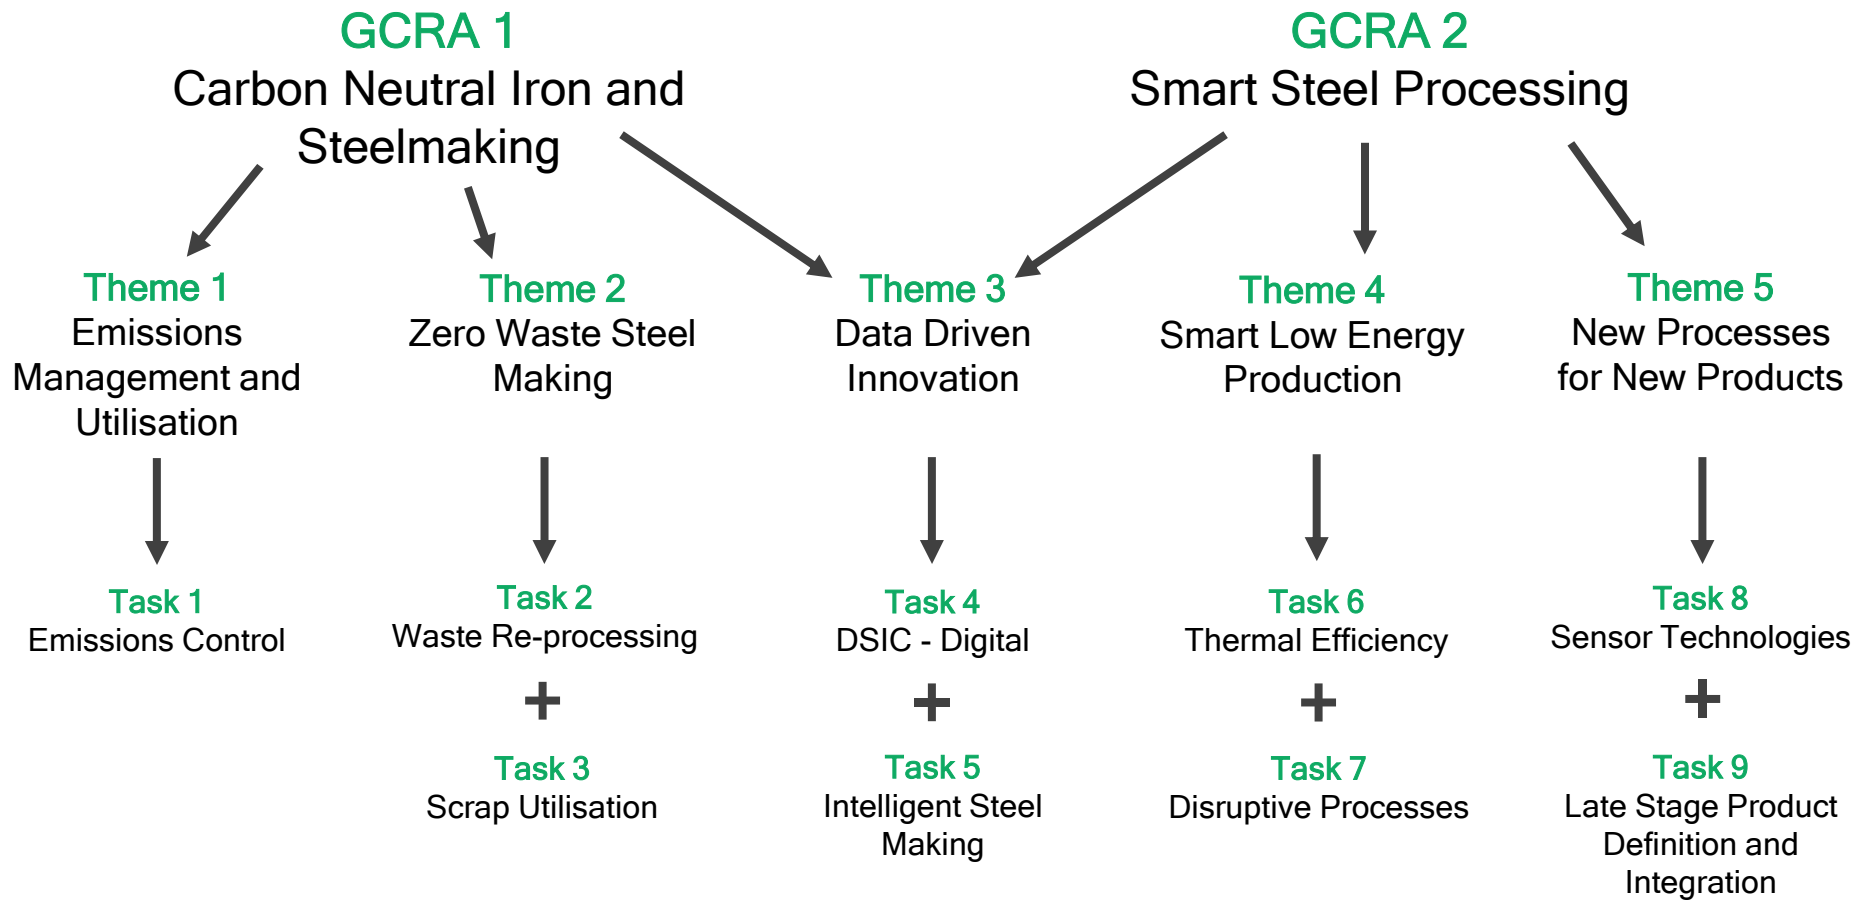 GCRA 1
Carbon Neutral Iron and
Steelmaking
GCRA 2
Smart Steel Processing
Theme 1
Emissions
Management and
Utilisation
Theme 2
Zero Waste Steel
Making
Theme 3
Data Driven
Innovation
Theme 4
Smart Low Energy
Production
Theme 5
New Processes
for New Products
Task 1
Emissions Control
Task 2
Waste Re-processing
+
Task 3
Scrap Utilisation
Task 4
DSIC - Digital
+
Task 5
Intelligent Steel
Making
Task 6
Thermal Efficiency
+
Task 7
Disruptive Processes
Task 8
Sensor Technologies
+
Task 9
Late Stage Product
Definition and
Integration